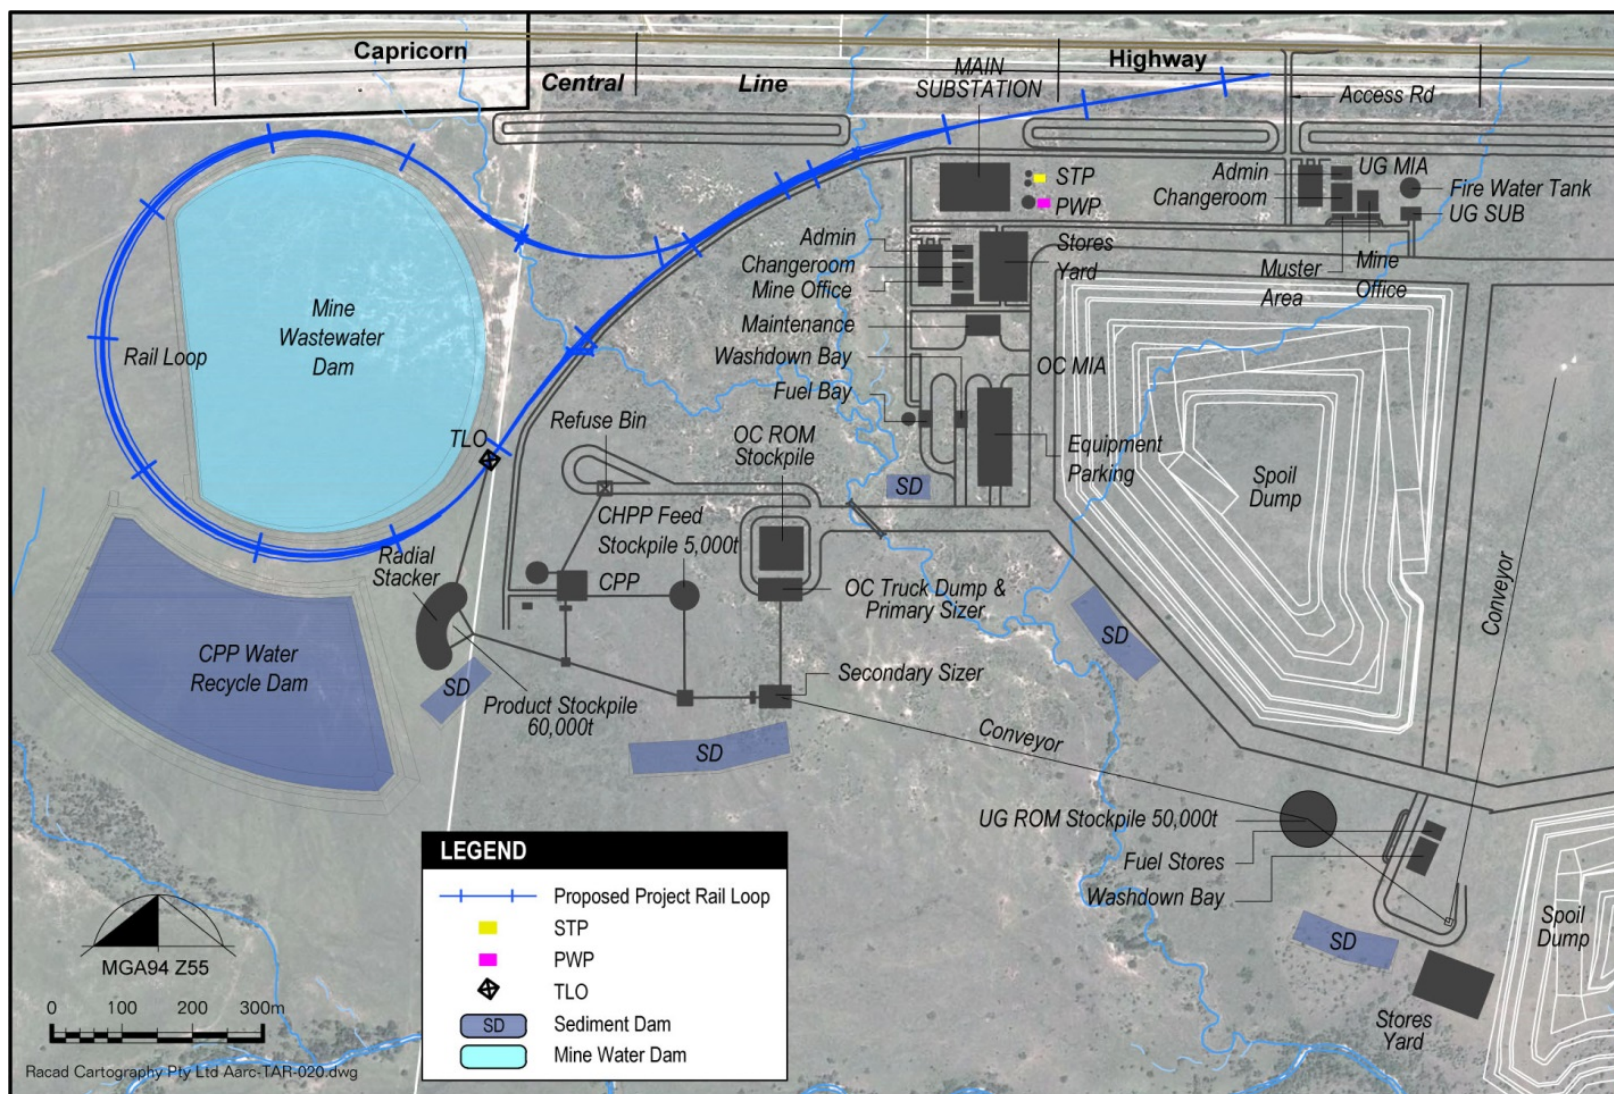 Capricorn
Highway
Central
Line
MAIN
SUBSTATION
Access Rd
STP
PWP
Admin
Changeroom
UG MIA
Fire Water Tank
UG SUB
Muster
Area
Mine
Office
Admin
Changeroom
Mine Office
Stores
Yard
Maintenance
Washdown Bay
Fuel Bay
OC MIA
Equipment
Parking
SD
Mine
Wastewater
Dam
Rail Loop
TLO
Refuse Bin
OC ROM
Stockpile
CHPP Feed
Stockpile 5,000t
Radial
Stacker
CPP
OC Truck Dump &
Primary Sizer
SD
Spoil
Dump
Conveyor
CPP Water
Recycle Dam
SD
Product Stockpile
60,000t
Secondary Sizer
SD
Conveyor
UG ROM Stockpile 50,000t
Fuel Stores
Washdown Bay
SD
Spoil
Dump
Stores
Yard
LEGEND
Proposed Project Rail Loop
STP
PWP
TLO
SD
Sediment Dam
Mine Water Dam
MGA94 Z55
0 100 200 300m
Racad Cartography Pty Ltd Aarc-TAR-020.dwg